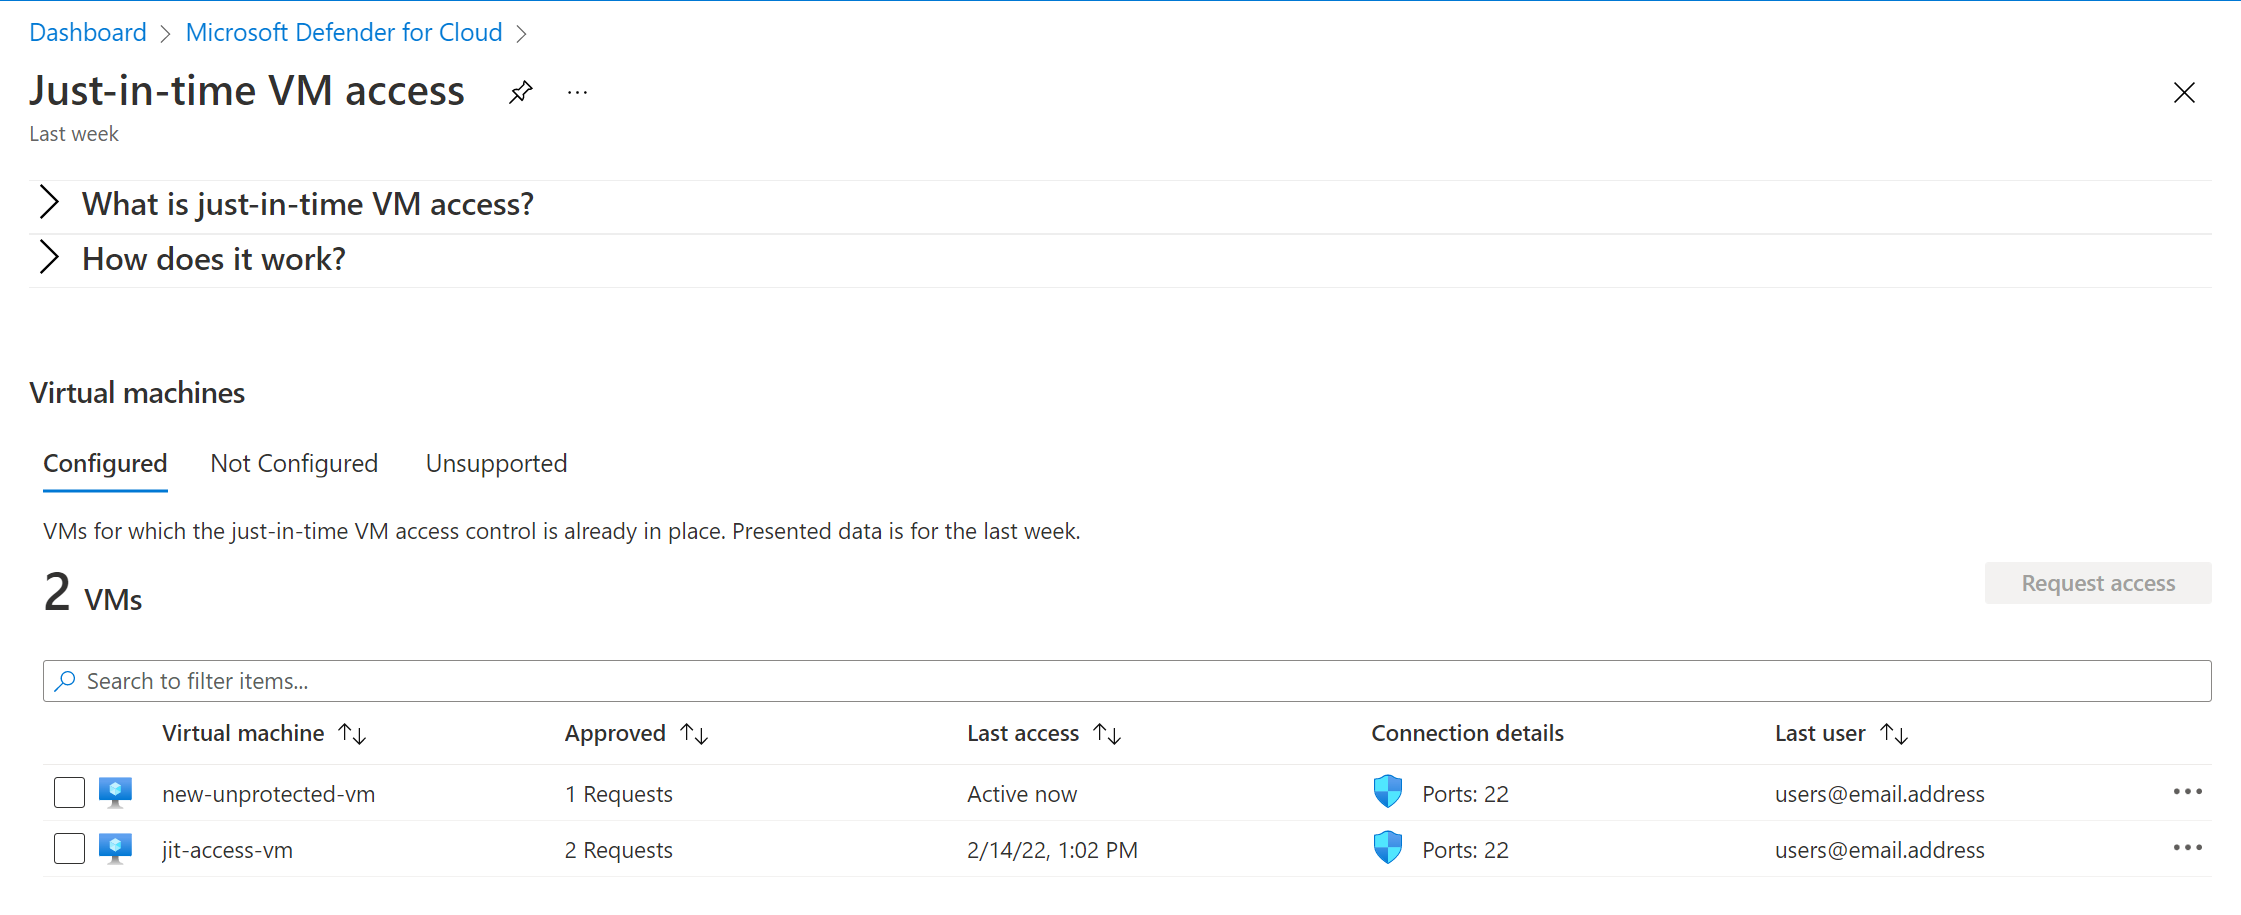 Dashboard > Microsoft Defender for Cloud >
Just-in-time VM access ...
Last week
What is just-in-time VM access?
How does it work?
Virtual machines
Configured Not Configured Unsupported
VMs for which the just-in-time VM access control is already in place. Presented data is for the last week.
2 VMs
Request access
Search to filter items...
Virtual machine ↑↓ Approved ↑↓ Last access ↑↓ Connection details Last user ↑↓
new-unprotected-vm 1 Requests Active now Ports: 22 users@email.address ...
jit-access-vm 2 Requests 2/14/22, 1:02 PM Ports: 22 users@email.address ...